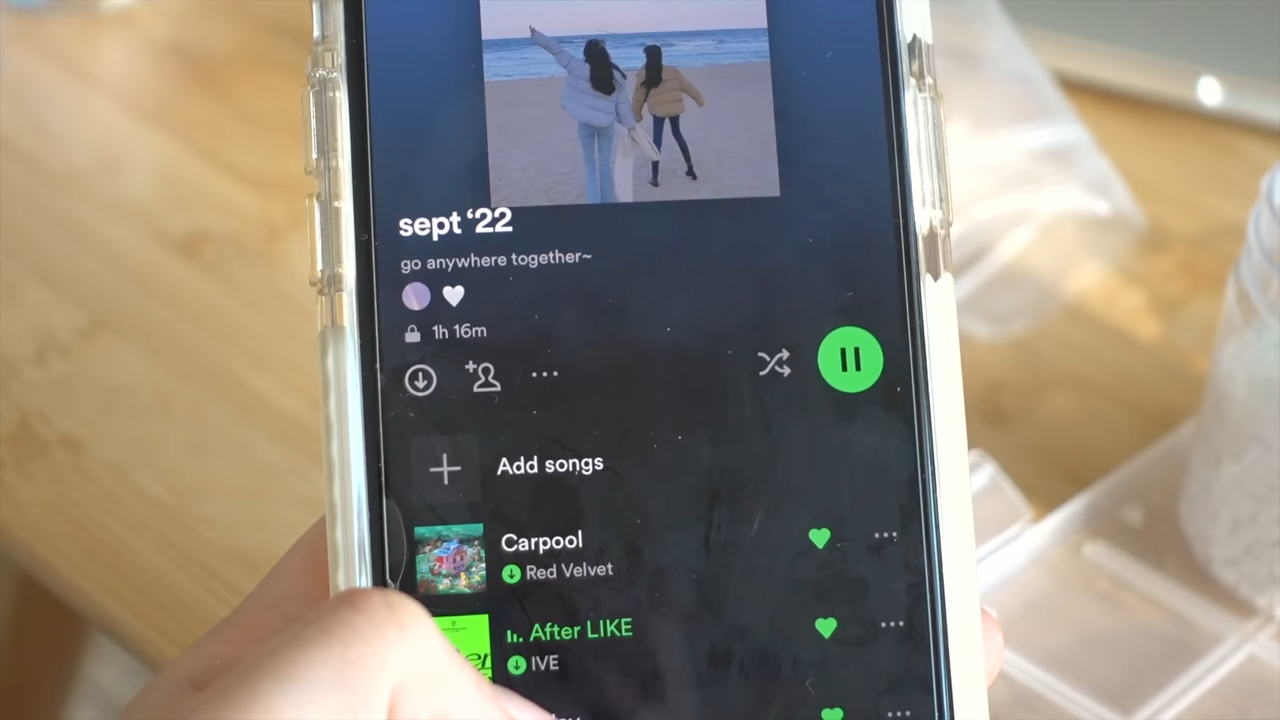 sept ‘22
go anywhere together~
1h 16m
Add songs
Carpool
Red Velvet
After LIKE
IVE